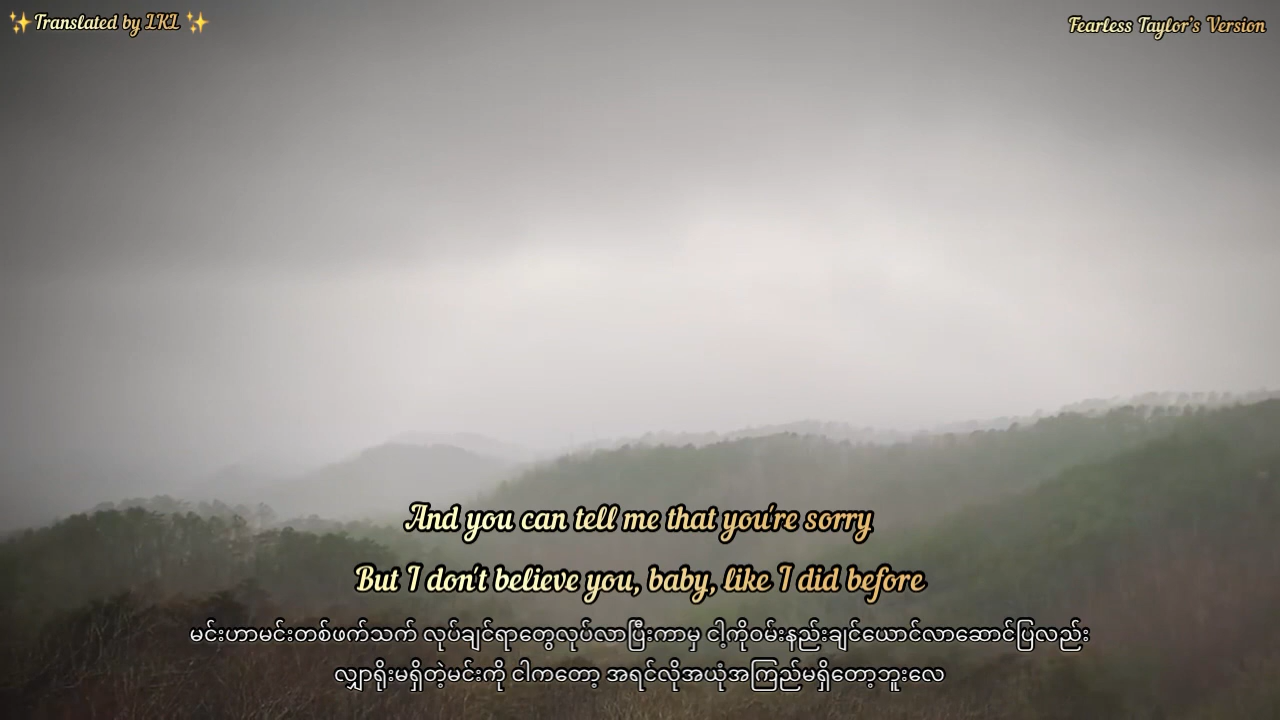 ✨Translated by LKL ✨
Fearless Taylor's Version
And you can tell me that you're sorry
But I don't believe you, baby, like I did before
မင်းဟာမင်းတစ်ဖက်သက် လုပ်ချင်ရာတွေလုပ်လာပြီးကာမှ ငါ့ကိုဝမ်းနည်းချင်ယောင်လာဆောင်ပြလည်း
လျှာရိုးမရှိတဲ့မင်းကို ငါကတော့ အရင်လိုအယုံအကြည်မရှိတော့ဘူးလေ